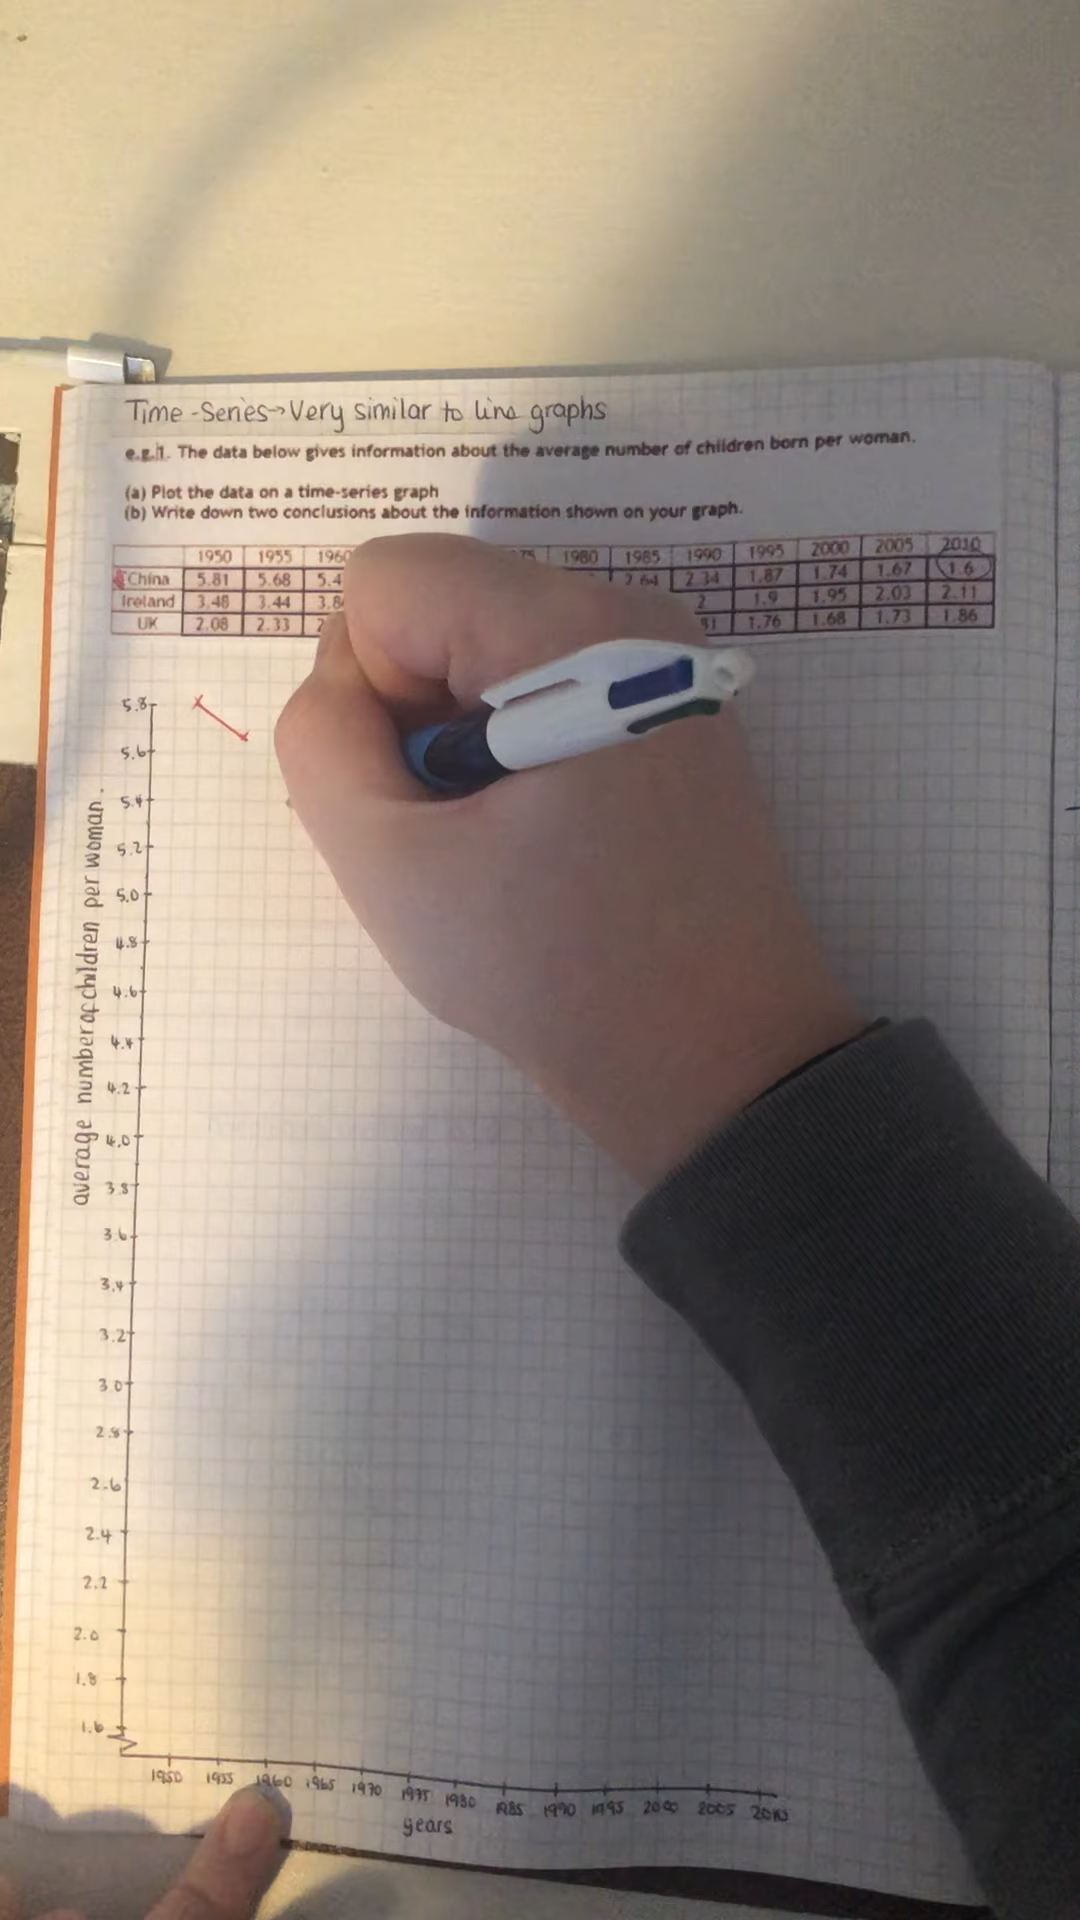 Time-Series→Very similar to line graphs
e.g.1. The data below gives information about the average number of children born per woman.
(a) Plot the data on a time-series graph
(b) Write down two conclusions about the information shown on your graph.
1950 1955 1960 1980 1985 1990 1995 2000 2005 2010
China 5.81 5.68 5.4 2.64 2.34 1.87 1.74 1.67 1.6
Ireland 3.48 3.44 3.8 2 1.9 1.95 2.03 2.11
UK 2.08 2.33 1.76 1.68 1.73 1.86
average number of children per woman.
5.8
5.6
5.4
5.2
5.0
4.8
4.6
4.4
4.2
4.0
3.8
3.6
3.4
3.2
3.0
2.8
2.6
2.4
2.2
2.0
1.8
1.6
1950 1955 1960 1965 1970 1975 1980 1985 1990 1995 2000 2005 2010
years